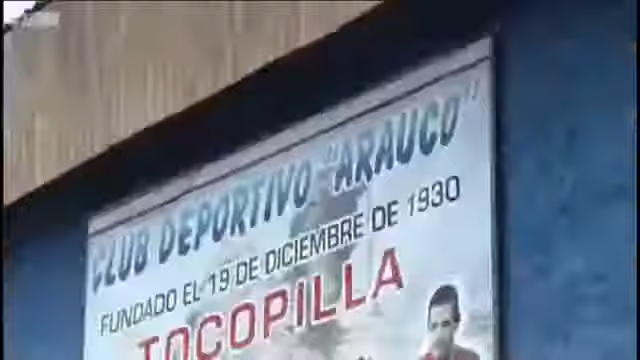 CLUB DEPORTIVO "ARAUCO"
FUNDADO EL 19 DE DICIEMBRE DE 1930
TOCOPILLA